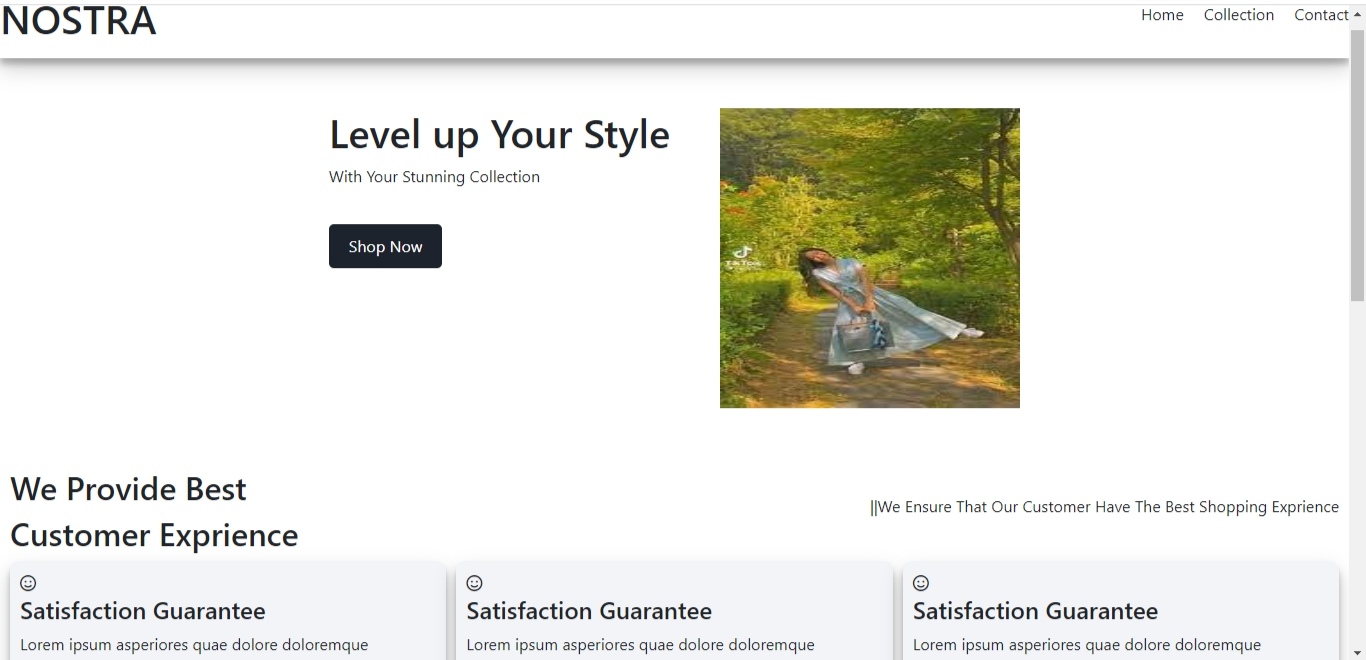 NOSTRA
Home Collection Contact
Level up Your Style
With Your Stunning Collection
Shop Now
TikTok
We Provide Best
Customer Exprience
||We Ensure That Our Customer Have The Best Shopping Exprience
Satisfaction Guarantee
Lorem ipsum asperiores quae dolore doloremque
Satisfaction Guarantee
Lorem ipsum asperiores quae dolore doloremque
Satisfaction Guarantee
Lorem ipsum asperiores quae dolore doloremque